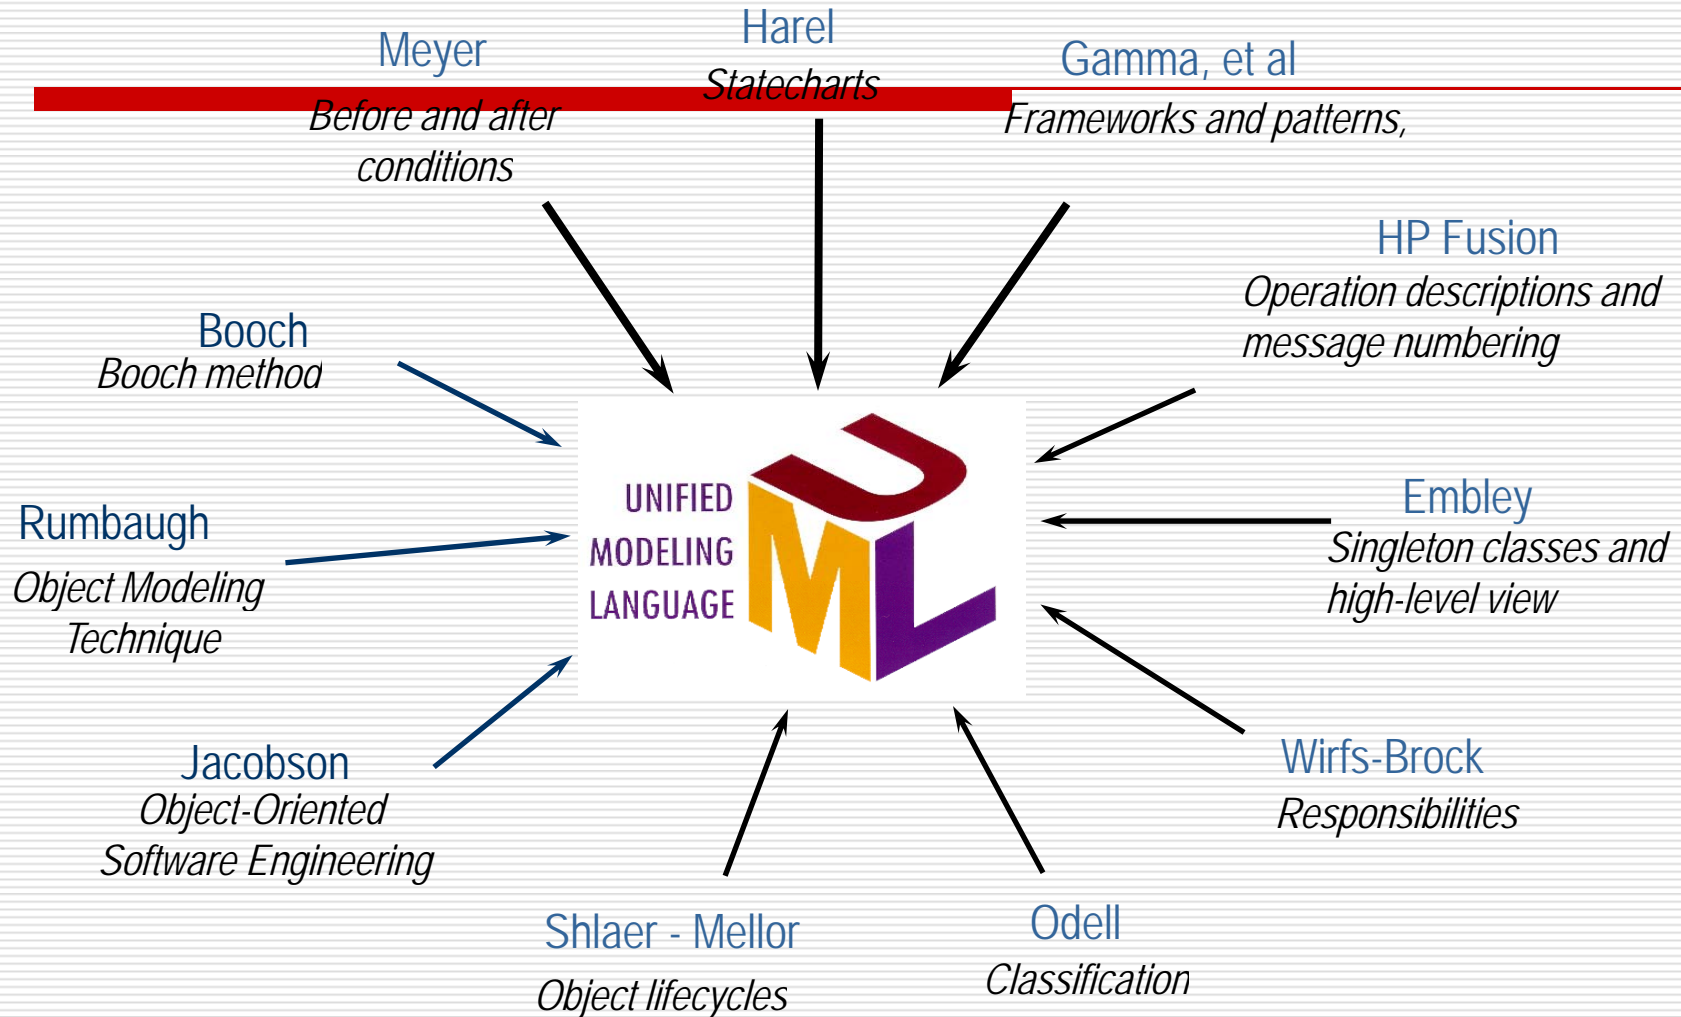 Meyer
Before and after
conditions
Harel
Statecharts
Gamma, et al
Frameworks and patterns,
HP Fusion
Operation descriptions and
message numbering
Booch
Booch method
Embley
Singleton classes and
high-level view
Rumbaugh
Object Modeling
Technique
UNIFIED
MODELING
LANGUAGE
UML
Jacobson
Object-Oriented
Software Engineering
Wirfs-Brock
Responsibilities
Shlaer - Mellor
Object lifecycles
Odell
Classification